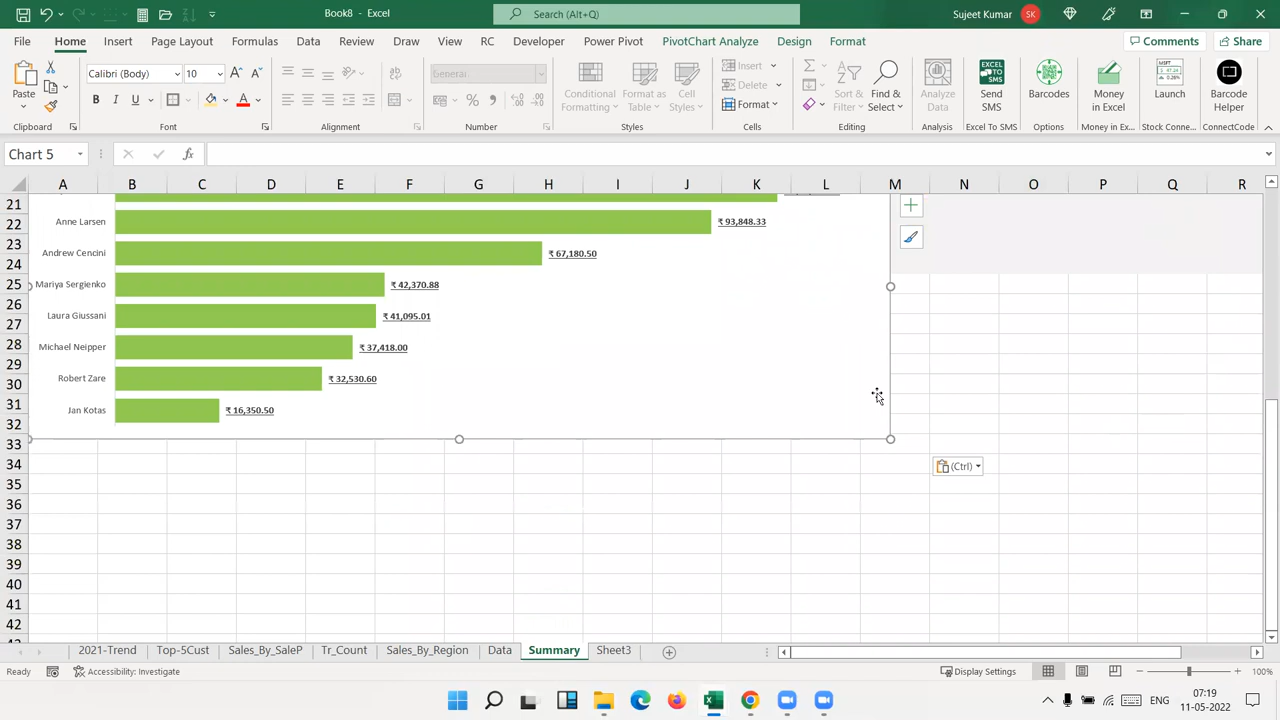 Book8 - Excel
Search (Alt+Q)
Sujeet Kumar
SK
File Home Insert Page Layout Formulas Data Review View Draw RC Developer Power Pivot PivotChart Analyze Design Format
Comments
Share
Paste
Calibri (Body)
10
General
Conditional Formatting
Format as Table
Cell Styles
Insert
Delete
Format
Sort & Filter
Find & Select
Analyze Data
Send SMS
Barcodes
Money in Excel
Launch
Barcode Helper
Clipboard Font Alignment Number Styles Cells Editing Analysis Excel To SMS Options Money in Ex... Stock Conne... ConnectCode
Chart 5
fx
A B C D E F G H I J K L M N O P Q R
21
22 Anne Larsen ₹ 93,848.33
23 Andrew Cencini ₹ 67,180.50
24
25 Mariya Sergienko ₹ 42,370.88
26
27 Laura Giussani ₹ 41,095.01
28 Michael Neipper ₹ 37,418.00
29
30 Robert Zare ₹ 32,530.60
31 Jan Kotas ₹ 16,350.50
32
33
34 (Ctrl)
35
36
37
38
39
40
41
42
2021-Trend Top-5Cust Sales_By_SaleP Tr_Count Sales_By_Region Data Summary Sheet3
Ready Accessibility: Investigate Display Settings 100%
ENG
07:19
11-05-2022